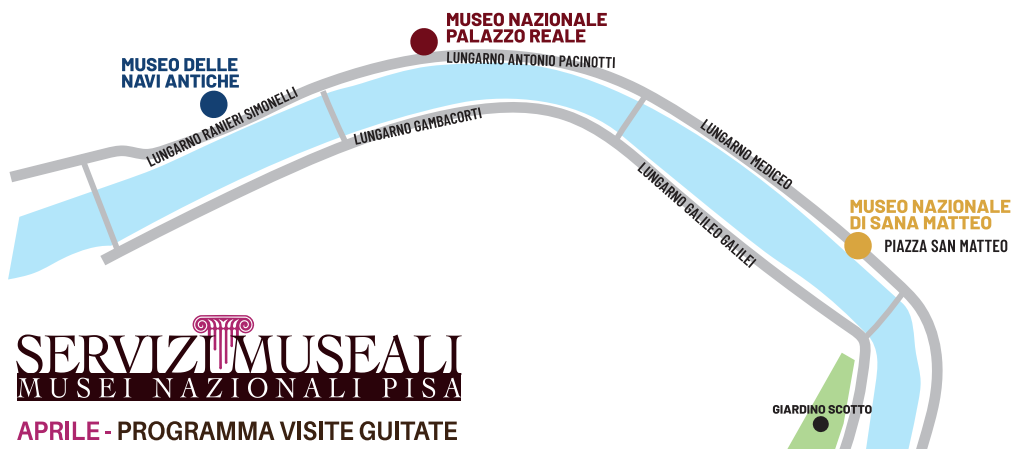 MUSEO NAZIONALE
PALAZZO REALE
LUNGARNO ANTONIO PACINOTTI
MUSEO DELLE
NAVI ANTICHE
LUNGARNO RANIERI SIMONELLI
LUNGARNO GAMBACORTI
LUNGARNO MEDICEO
LUNGARNO GALILEO GALILEI
MUSEO NAZIONALE
DI SANA MATTEO
PIAZZA SAN MATTEO
SERVIZI MUSEALI
MUSEI NAZIONALI PISA
GIARDINO SCOTTO
APRILE - PROGRAMMA VISITE GUITATE